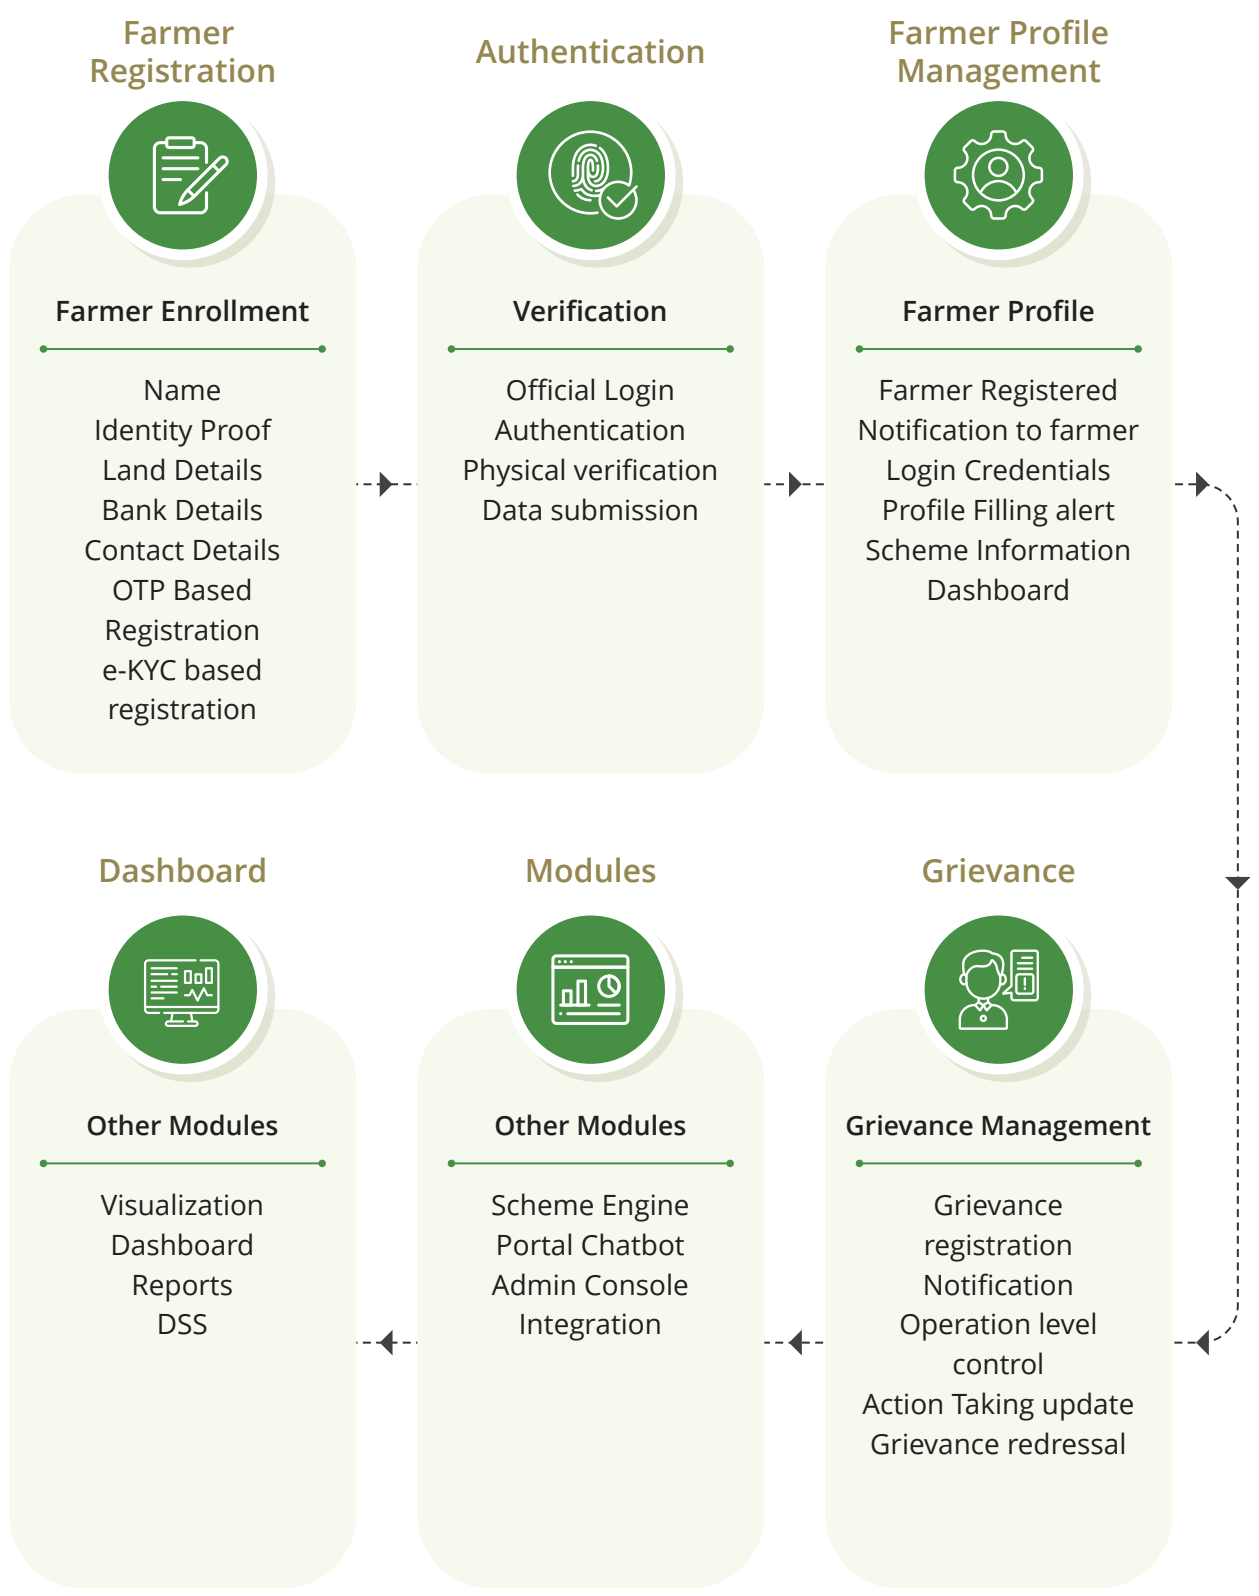 Farmer
Registration
Farmer Enrollment
Name
Identity Proof
Land Details
Bank Details
Contact Details
OTP Based
Registration
e-KYC based
registration
Authentication
Verification
Official Login
Authentication
Physical verification
Data submission
Farmer Profile
Management
Farmer Profile
Farmer Registered
Notification to farmer
Login Credentials
Profile Filling alert
Scheme Information
Dashboard
Dashboard
Other Modules
Visualization
Dashboard
Reports
DSS
Modules
Other Modules
Scheme Engine
Portal Chatbot
Admin Console
Integration
Grievance
Grievance Management
Grievance
registration
Notification
Operation level
control
Action Taking update
Grievance redressal